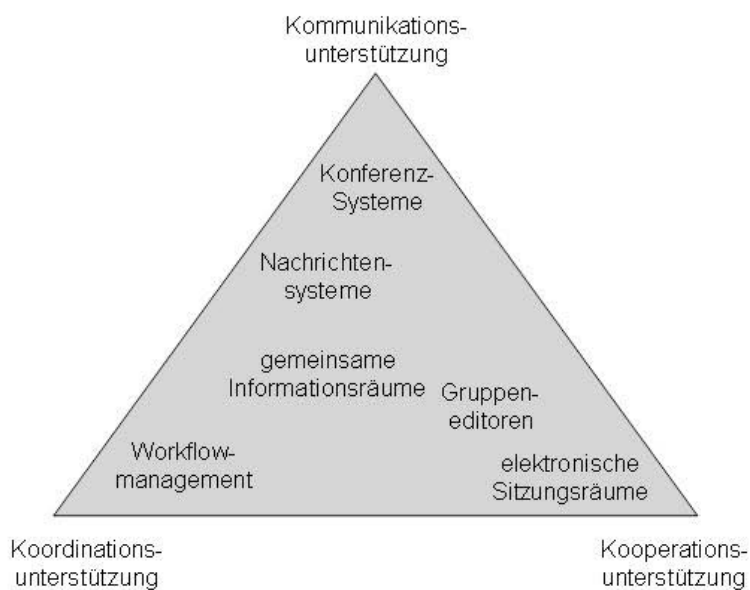 Kommunikations-
unterstützung
Konferenz-
Systeme
Nachrichten-
systeme
gemeinsame
Informationsräume
Gruppen-
editoren
Workflow-
management
elektronische
Sitzungsräume
Koordinations-
unterstützung
Kooperations-
unterstützung